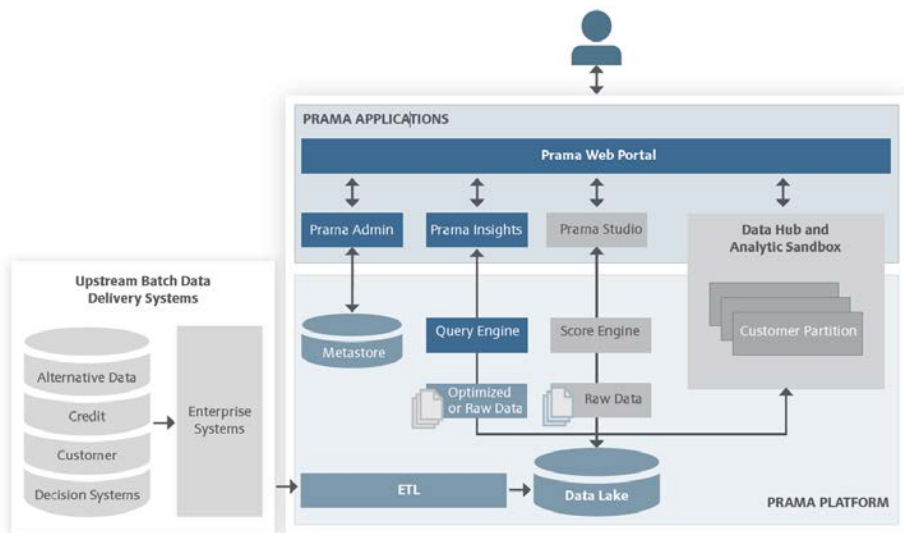 PRAMA APPLICATIONS
Prama Web Portal
Prama Admin
Prama Insights
Prama Studio
Data Hub and
Analytic Sandbox
Customer Partition
Upstream Batch Data
Delivery Systems
Alternative Data
Credit
Customer
Decision Systems
Enterprise
Systems
Metastore
Query Engine
Score Engine
Optimized
or Raw Data
Raw Data
ETL
Data Lake
PRAMA PLATFORM